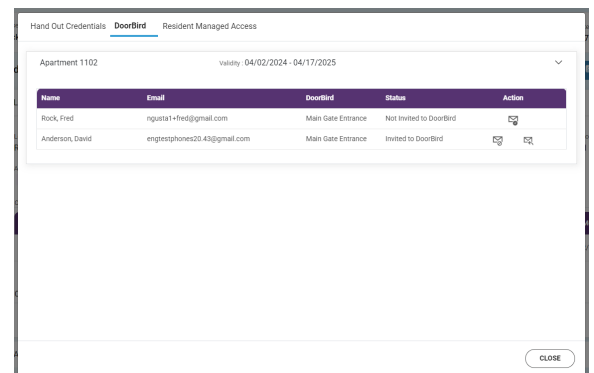 Hand Out Credentials DoorBird Resident Managed Access
Apartment 1102 Validity : 04/02/2024 - 04/17/2025
Name Email DoorBird Status Action
Rock, Fred ngusta1+fred@gmail.com Main Gate Entrance Not Invited to DoorBird
Anderson, David engtestphones20.43@gmail.com Main Gate Entrance Invited to DoorBird
CLOSE